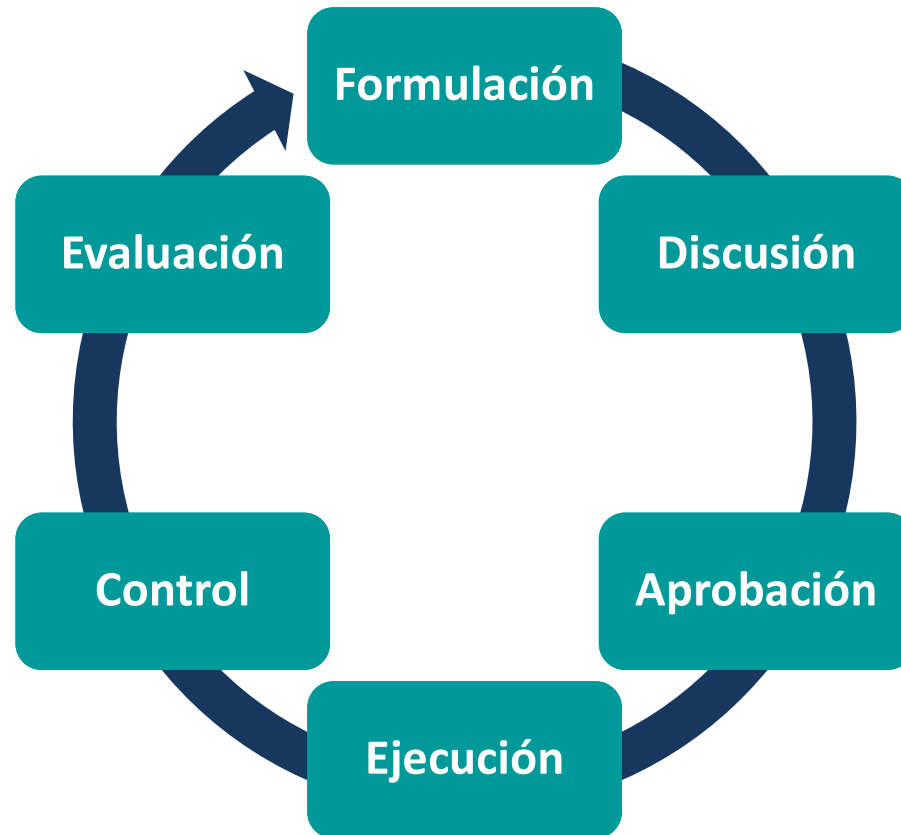 Formulación
Discusión
Aprobación
Ejecución
Control
Evaluación